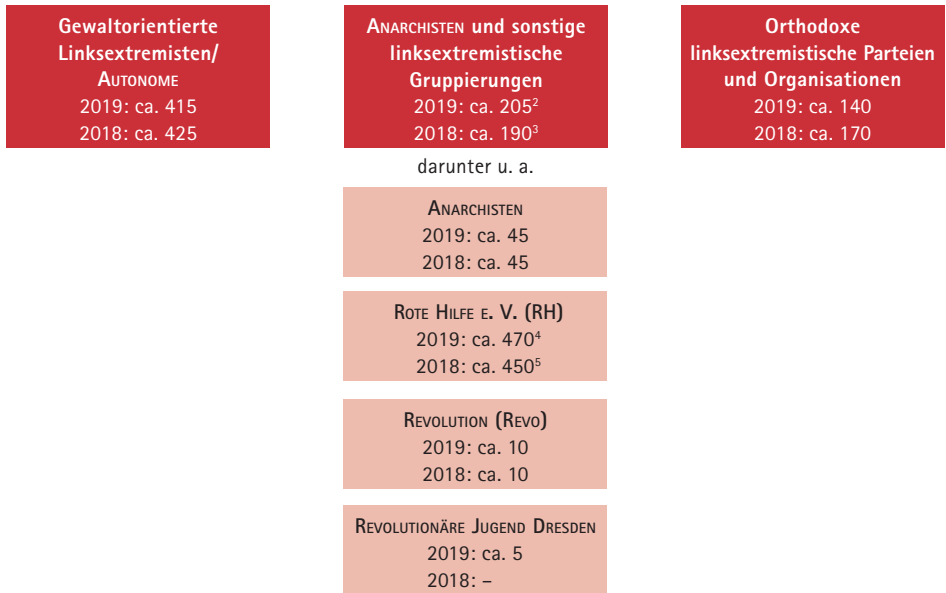 Gewaltorientierte
Linksextremisten/
Autonome
2019: ca. 415
2018: ca. 425
Anarchisten und sonstige
linksextremistische
Gruppierungen
2019: ca. 205²
2018: ca. 190³
darunter u. a.
Anarchisten
2019: ca. 45
2018: ca. 45
Rote Hilfe e. V. (RH)
2019: ca. 470⁴
2018: ca. 450⁵
Revolution (Revo)
2019: ca. 10
2018: ca. 10
Revolutionäre Jugend Dresden
2019: ca. 5
2018: –
Orthodoxe
linksextremistische Parteien
und Organisationen
2019: ca. 140
2018: ca. 170